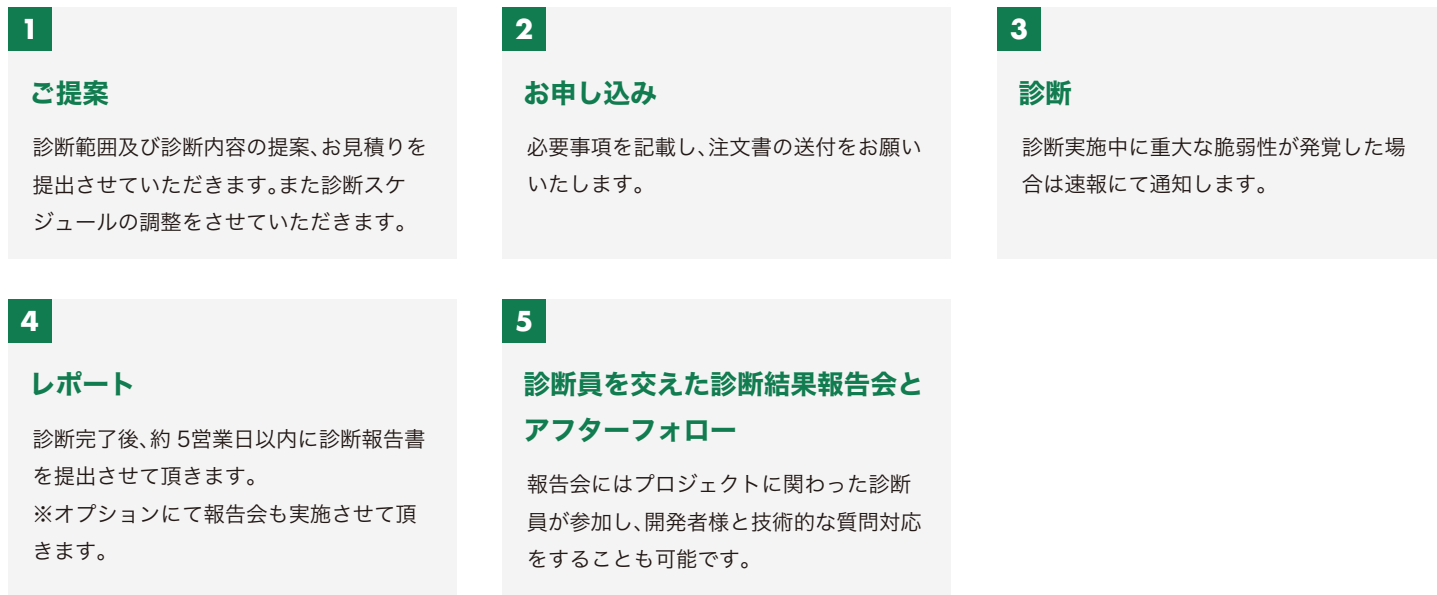 1
ご提案
診断範囲及び診断内容の提案、お見積りを
提出させていただきます。また診断スケ
ジュールの調整をさせていただきます。
2
お申し込み
必要事項を記載し、注文書の送付をお願い
いたします。
3
診断
診断実施中に重大な脆弱性が発覚した場
合は速報にて通知します。
4
レポート
診断完了後、約 5営業日以内に診断報告書
を提出させて頂きます。
※オプションにて報告会も実施させて頂
きます。
5
診断員を交えた診断結果報告会と
アフターフォロー
報告会にはプロジェクトに関わった診断
員が参加し、開発者様と技術的な質問対応
をすることも可能です。